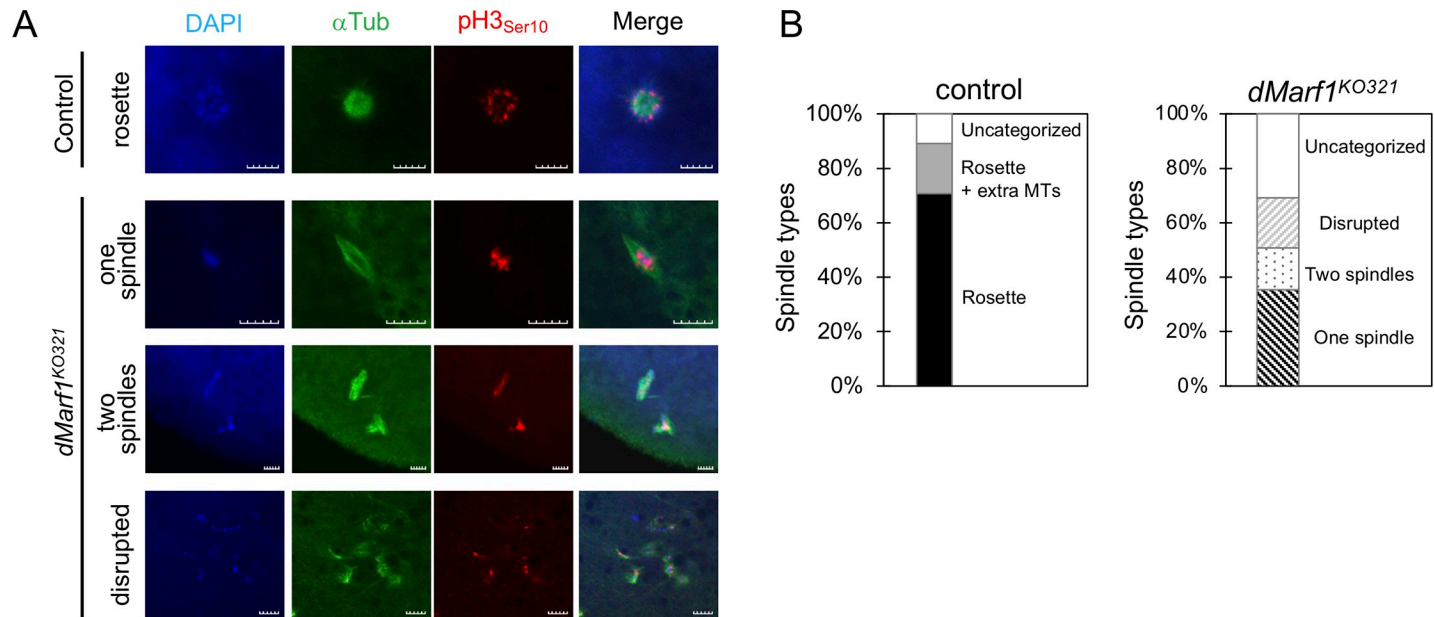 A
DAPI
αTub
pH3Ser10
Merge
Control
rosette
dMarf1KO321
one
spindle
two
spindles
disrupted
B
control
Spindle types
100%
80%
60%
40%
20%
0%
Uncategorized
Rosette
+ extra MTs
Rosette
dMarf1KO321
Spindle types
100%
80%
60%
40%
20%
0%
Uncategorized
Disrupted
Two spindles
One spindle